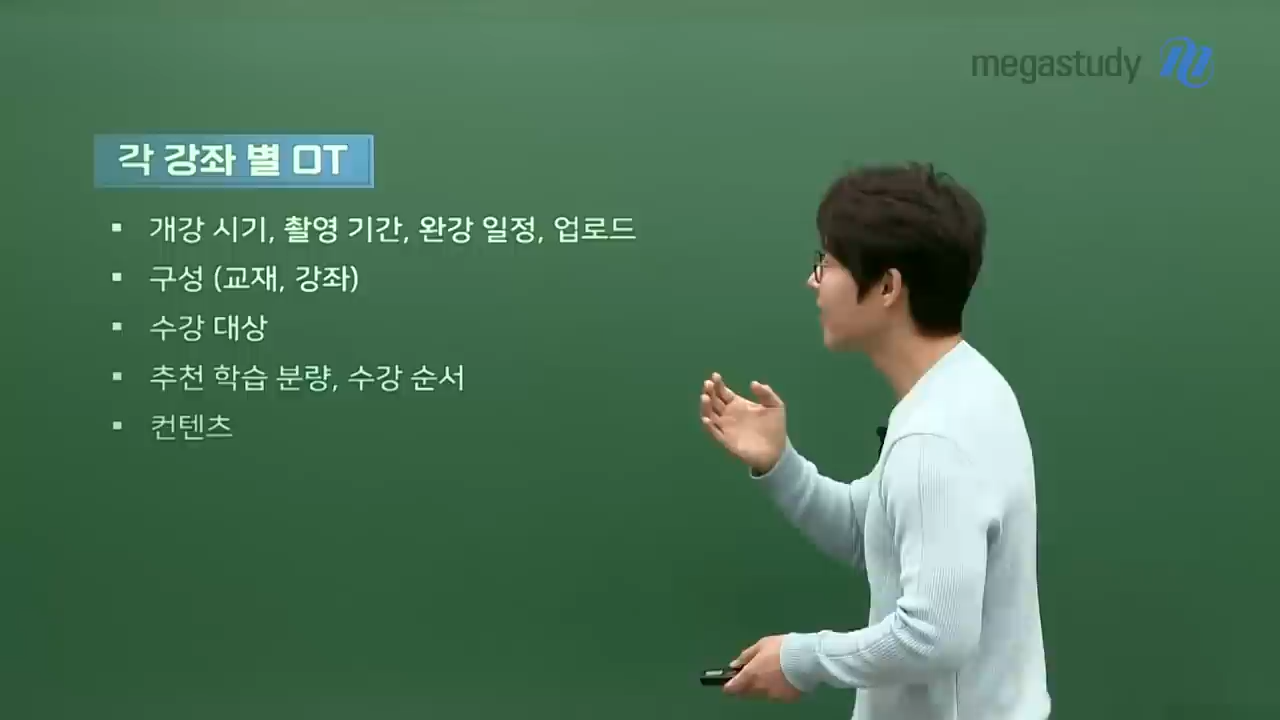 megastudy
각 강좌 별 OT
▪ 개강 시기, 촬영 기간, 완강 일정, 업로드
▪ 구성 (교재, 강좌)
▪ 수강 대상
▪ 추천 학습 분량, 수강 순서
▪ 컨텐츠